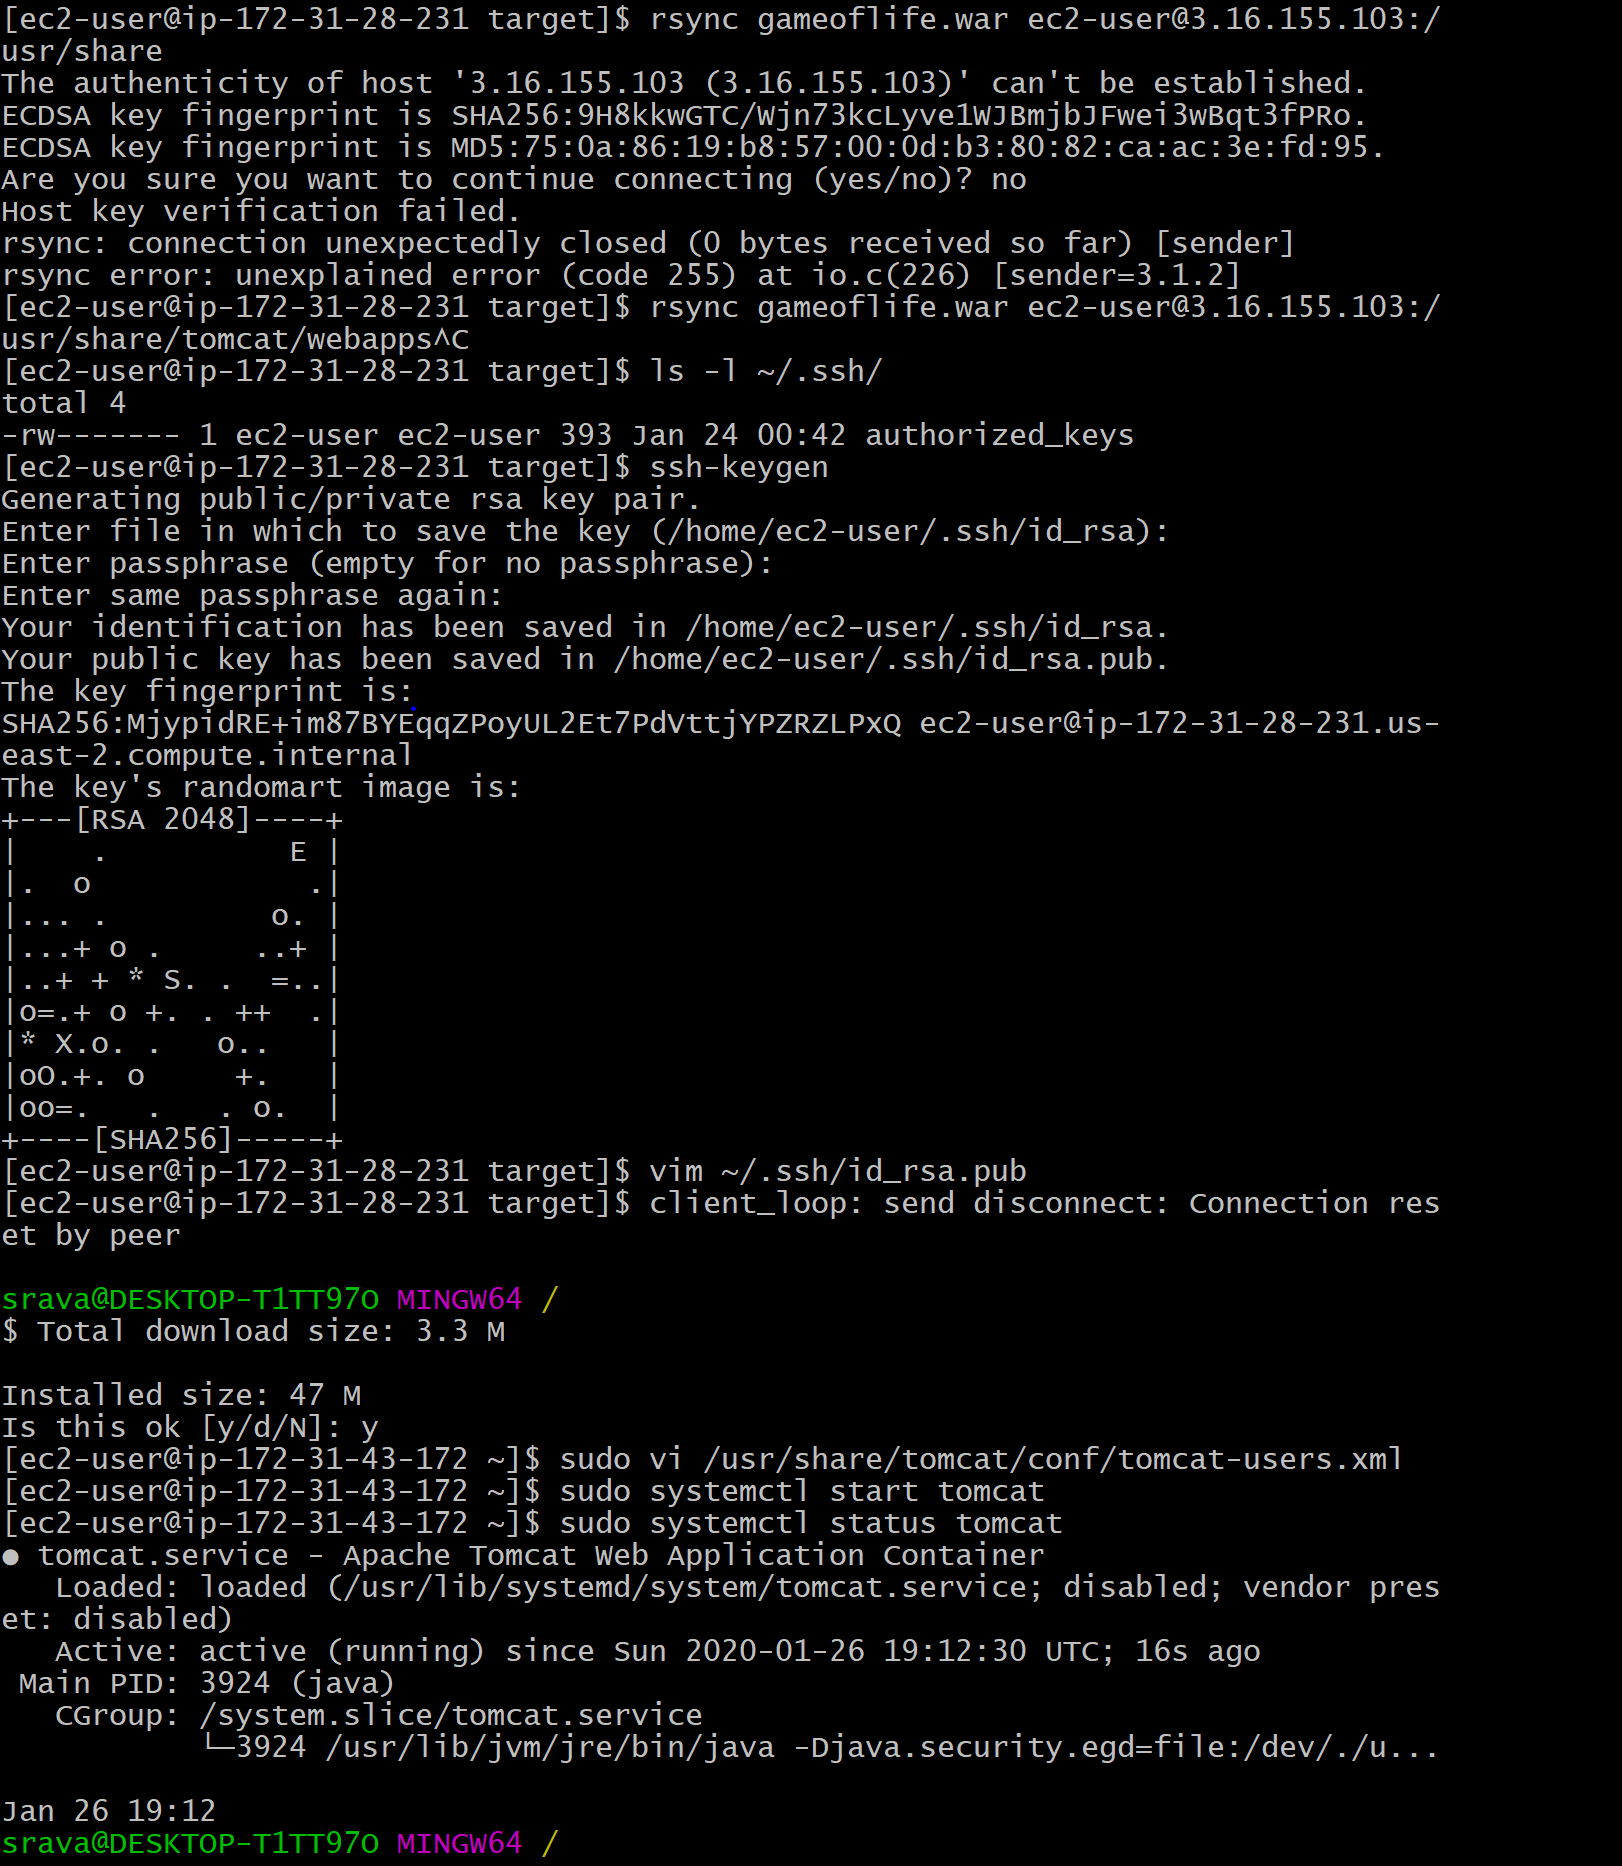 [ec2-user@ip-172-31-28-231 target]$ rsync gameoflife.war ec2-user@3.16.155.103:/
usr/share
The authenticity of host '3.16.155.103 (3.16.155.103)' can't be established.
ECDSA key fingerprint is SHA256:9H8kkwGTC/Wjn73kcLyve1WJBmjbJFwei3wBqt3fPRo.
ECDSA key fingerprint is MD5:75:0a:86:19:b8:57:00:0d:b3:80:82:ca:ac:3e:fd:95.
Are you sure you want to continue connecting (yes/no)? no
Host key verification failed.
rsync: connection unexpectedly closed (0 bytes received so far) [sender]
rsync error: unexplained error (code 255) at io.c(226) [sender=3.1.2]
[ec2-user@ip-172-31-28-231 target]$ rsync gameoflife.war ec2-user@3.16.155.103:/
usr/share/tomcat/webapps^C
[ec2-user@ip-172-31-28-231 target]$ ls -l ~/.ssh/
total 4
-rw------- 1 ec2-user ec2-user 393 Jan 24 00:42 authorized_keys
[ec2-user@ip-172-31-28-231 target]$ ssh-keygen
Generating public/private rsa key pair.
Enter file in which to save the key (/home/ec2-user/.ssh/id_rsa):
Enter passphrase (empty for no passphrase):
Enter same passphrase again:
Your identification has been saved in /home/ec2-user/.ssh/id_rsa.
Your public key has been saved in /home/ec2-user/.ssh/id_rsa.pub.
The key fingerprint is:
SHA256:MjypidRE+im87BYEqqZPoyUL2Et7PdVttjYPZRZLPxQ ec2-user@ip-172-31-28-231.us-
east-2.compute.internal
The key's randomart image is:
+---[RSA 2048]----+
|    .          E |
|.  o            .|
|... .         o. |
|...+ o .     ..+ |
|..+ + * S. .  =..|
|o=.+ o +. . ++  .|
|* X.o. .   o..   |
|oO.+. o     +.   |
|oo=.   .   . o.  |
+----[SHA256]-----+
[ec2-user@ip-172-31-28-231 target]$ vim ~/.ssh/id_rsa.pub
[ec2-user@ip-172-31-28-231 target]$ client_loop: send disconnect: Connection res
et by peer
srava@DESKTOP-T1TT97O MINGW64 /
$ Total download size: 3.3 M
Installed size: 47 M
Is this ok [y/d/N]: y
[ec2-user@ip-172-31-43-172 ~]$ sudo vi /usr/share/tomcat/conf/tomcat-users.xml
[ec2-user@ip-172-31-43-172 ~]$ sudo systemctl start tomcat
[ec2-user@ip-172-31-43-172 ~]$ sudo systemctl status tomcat
● tomcat.service - Apache Tomcat Web Application Container
   Loaded: loaded (/usr/lib/systemd/system/tomcat.service; disabled; vendor pres
et: disabled)
   Active: active (running) since Sun 2020-01-26 19:12:30 UTC; 16s ago
 Main PID: 3924 (java)
   CGroup: /system.slice/tomcat.service
           └─3924 /usr/lib/jvm/jre/bin/java -Djava.security.egd=file:/dev/./u...
Jan 26 19:12
srava@DESKTOP-T1TT97O MINGW64 /